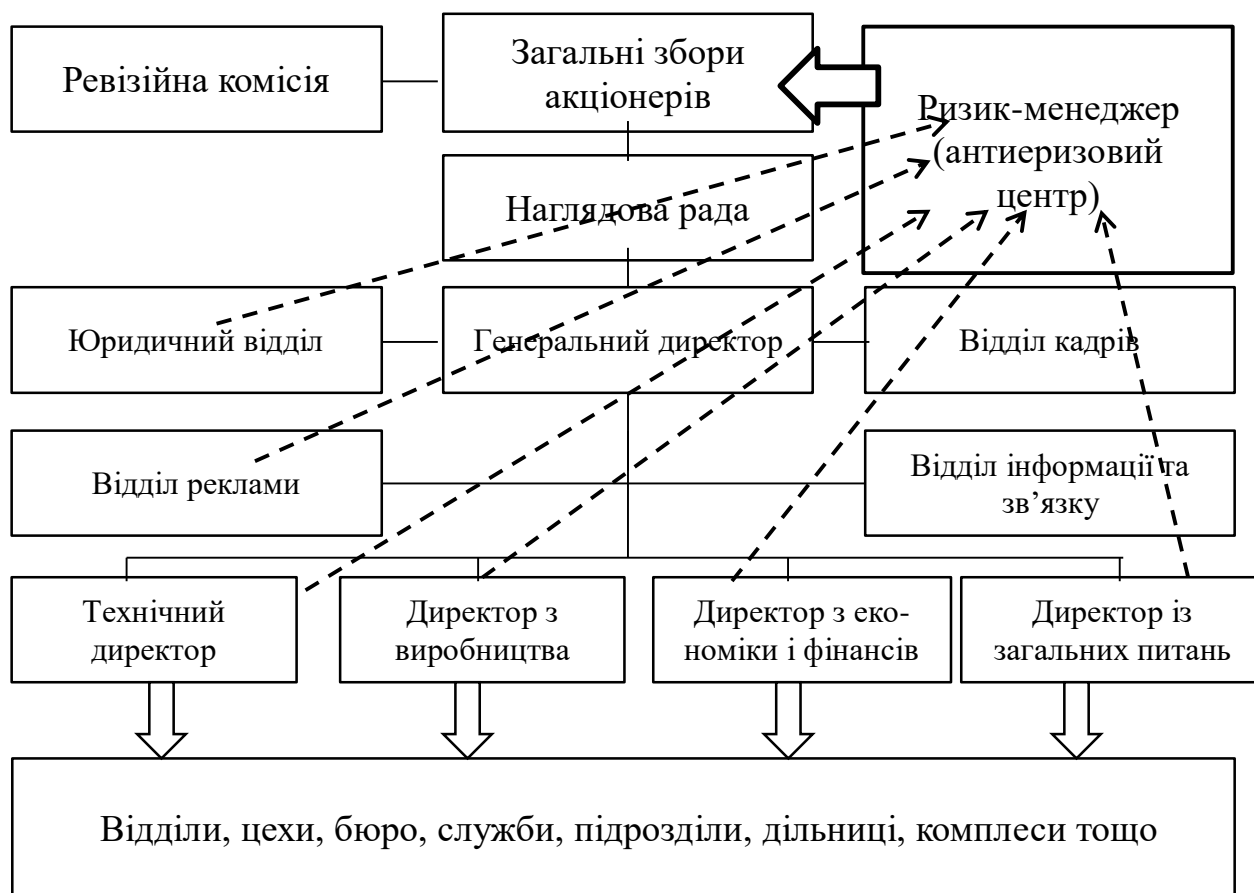 Ревізійна комісія
Загальні збори
акціонерів
Ризик-менеджер
(антиеризовий
центр)
Наглядова рада
Юридичний відділ
Генеральний директор
Відділ кадрів
Відділ реклами
Відділ інформації та
зв’язку
Технічний
директор
Директор з
виробництва
Директор з еко-
номіки і фінансів
Директор із
загальних питань
Відділи, цехи, бюро, служби, підрозділи, дільниці, комплеси тощо